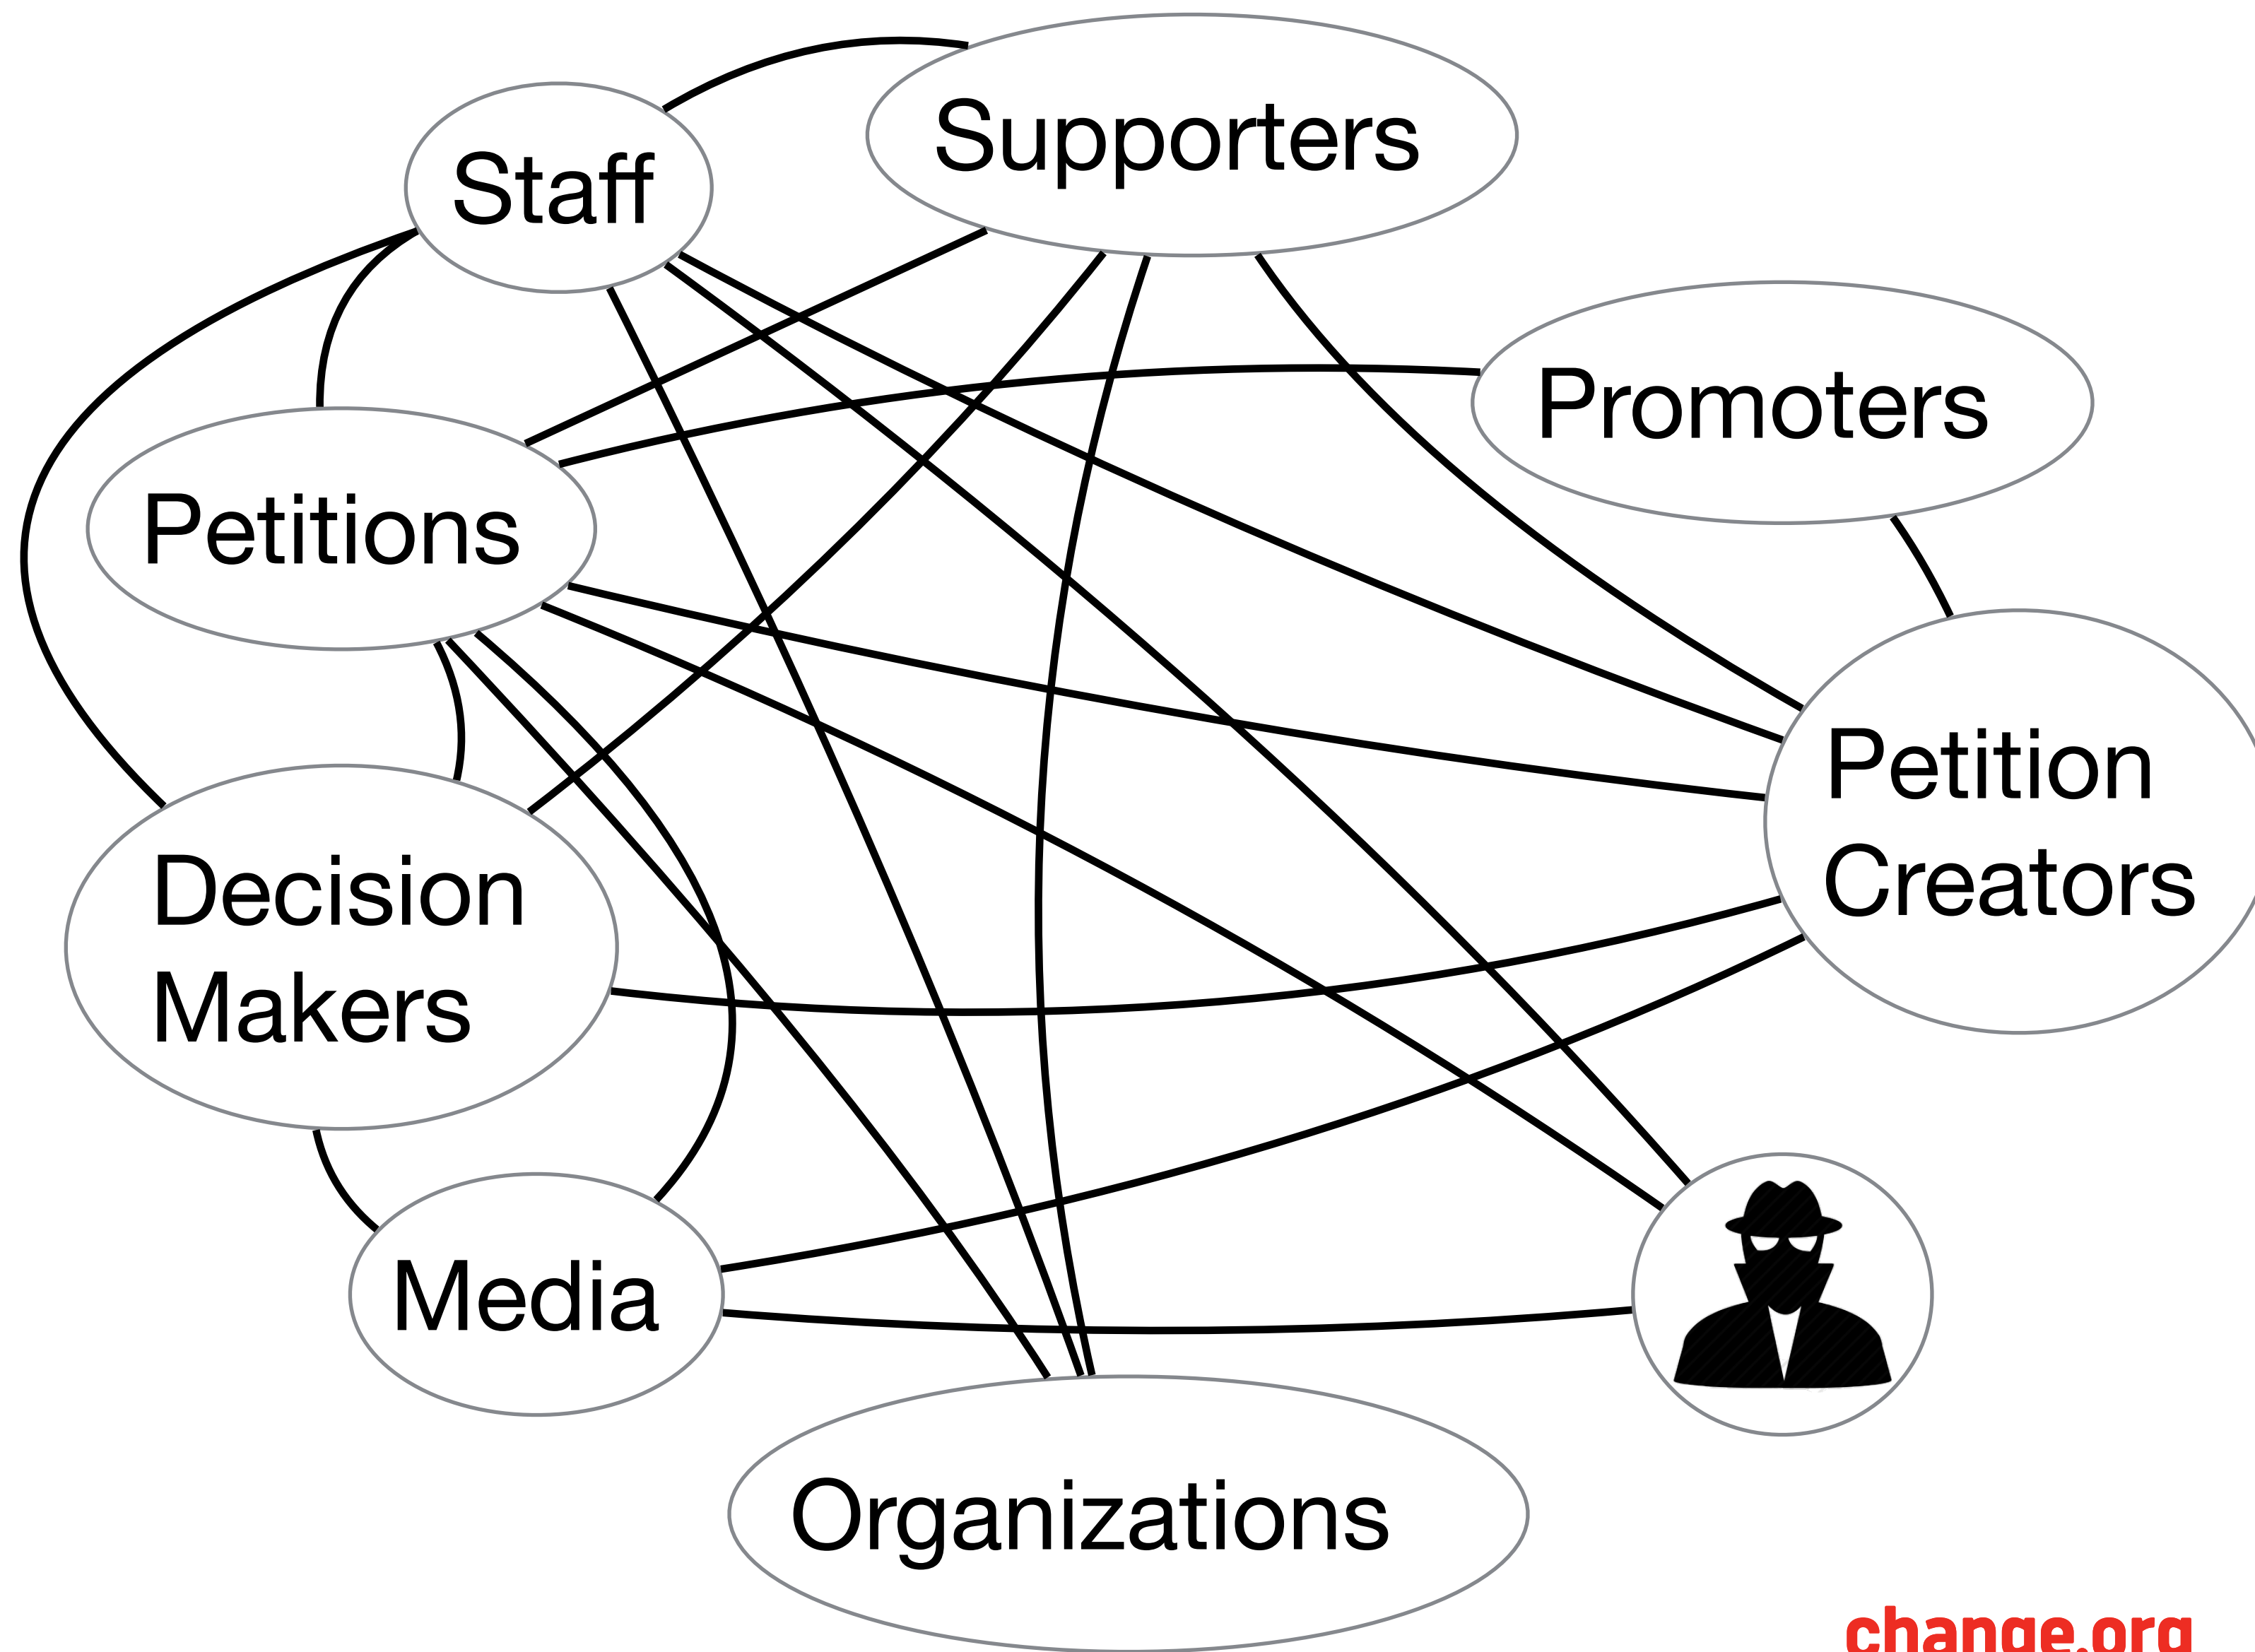 Supporters
Staff
Promoters
Petitions
Petition
Creators
Decision
Makers
Media
Organizations
change.org